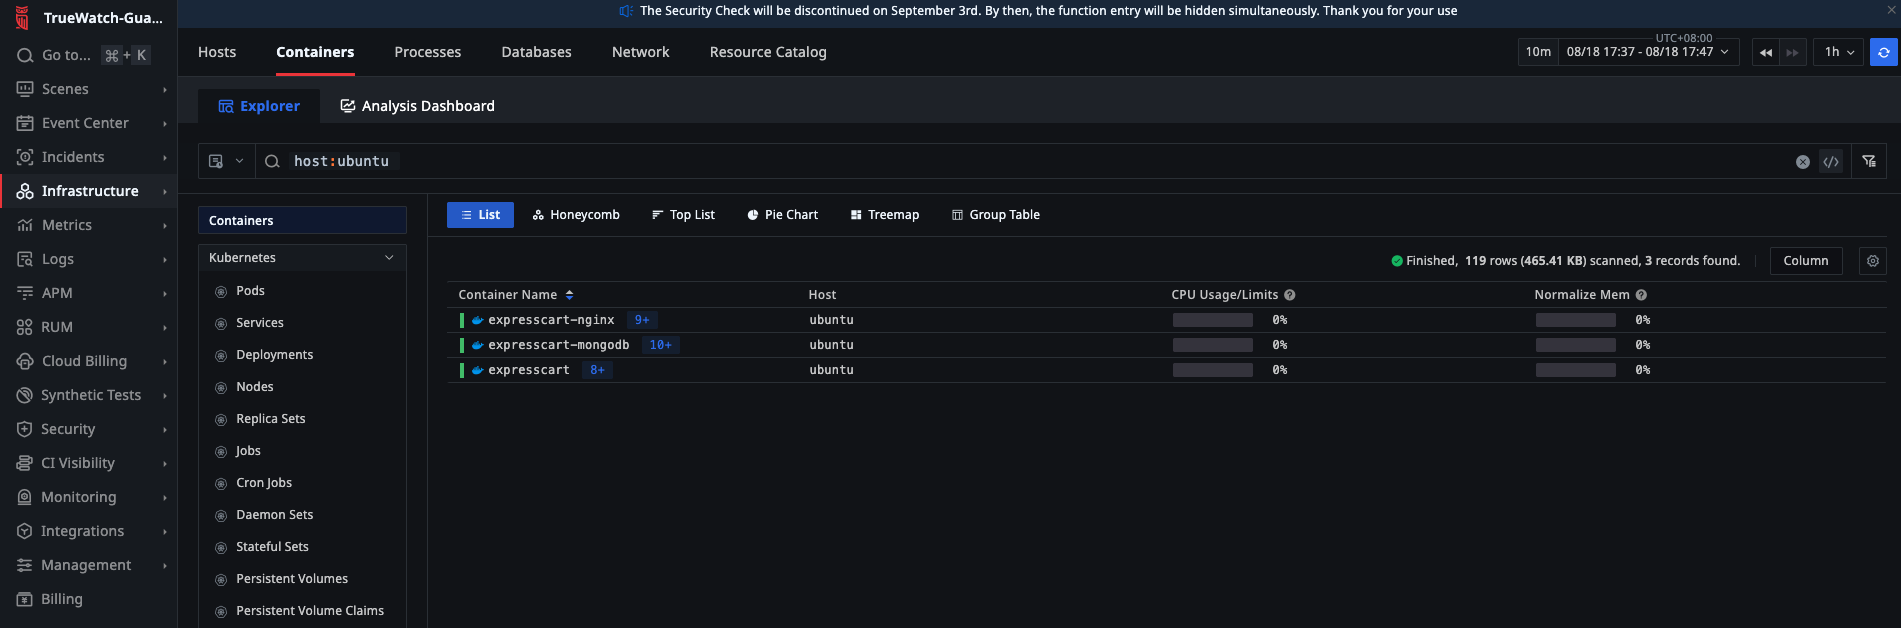 TrueWatch-Gua...
The Security Check will be discontinued on September 3rd. By then, the function entry will be hidden simultaneously. Thank you for your use
Go to... ⌘ + K
Scenes
Event Center
Incidents
Infrastructure
Metrics
Logs
APM
RUM
Cloud Billing
Synthetic Tests
Security
CI Visibility
Monitoring
Integrations
Management
Billing
Hosts Containers Processes Databases Network Resource Catalog
UTC+08:00
10m 08/18 17:37 - 08/18 17:47 1h
Explorer Analysis Dashboard
host:ubuntu
Containers
Kubernetes
Pods
Services
Deployments
Nodes
Replica Sets
Jobs
Cron Jobs
Daemon Sets
Stateful Sets
Persistent Volumes
Persistent Volume Claims
List Honeycomb Top List Pie Chart Treemap Group Table
Finished, 119 rows (465.41 KB) scanned, 3 records found. Column
Container Name Host CPU Usage/Limits Normalize Mem
expresscart-nginx 9+ ubuntu 0% 0%
expresscart-mongodb 10+ ubuntu 0% 0%
expresscart 8+ ubuntu 0% 0%